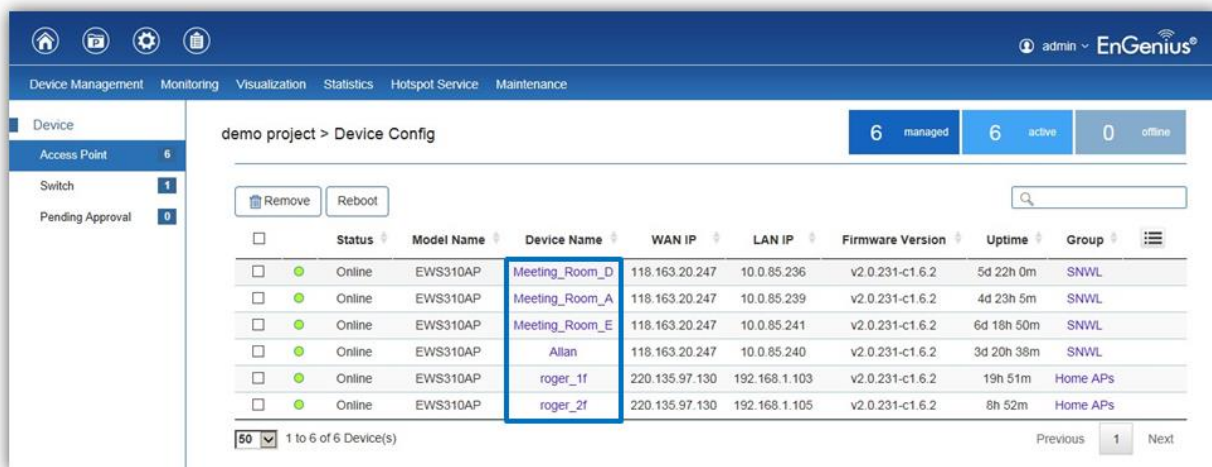 admin EnGenius®
Device Management Monitoring Visualization Statistics Hotspot Service Maintenance
Device
Access Point 6
Switch 1
Pending Approval 0
demo project > Device Config
6 managed 6 active 0 offline
Remove Reboot
Status Model Name Device Name WAN IP LAN IP Firmware Version Uptime Group
Online EWS310AP Meeting_Room_D 118.163.20.247 10.0.85.236 v2.0.231-c1.6.2 5d 22h 0m SNWL
Online EWS310AP Meeting_Room_A 118.163.20.247 10.0.85.239 v2.0.231-c1.6.2 4d 23h 5m SNWL
Online EWS310AP Meeting_Room_E 118.163.20.247 10.0.85.241 v2.0.231-c1.6.2 6d 18h 50m SNWL
Online EWS310AP Allan 118.163.20.247 10.0.85.240 v2.0.231-c1.6.2 3d 20h 38m SNWL
Online EWS310AP roger_1f 220.135.97.130 192.168.1.103 v2.0.231-c1.6.2 19h 51m Home APs
Online EWS310AP roger_2f 220.135.97.130 192.168.1.105 v2.0.231-c1.6.2 8h 52m Home APs
50 1 to 6 of 6 Device(s) Previous 1 Next